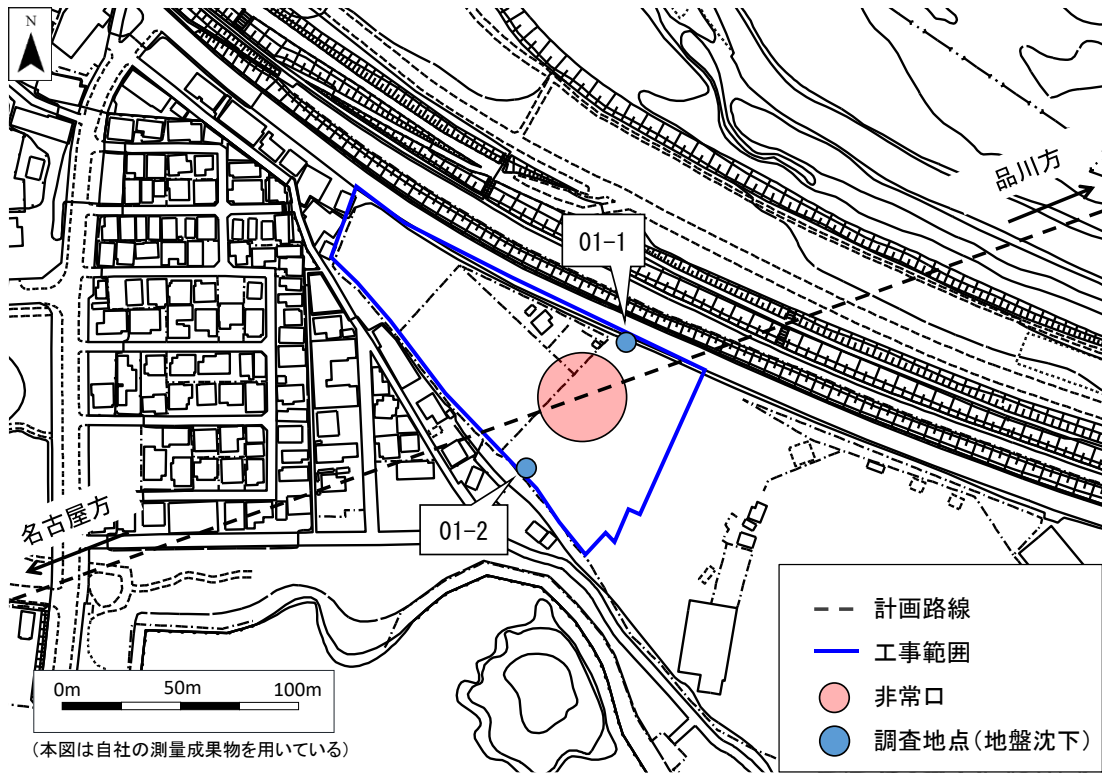 N
品川方
01-1
01-2
名古屋方
0m 50m 100m
(本図は自社の測量成果物を用いている)
計画路線
工事範囲
非常口
調査地点(地盤沈下)